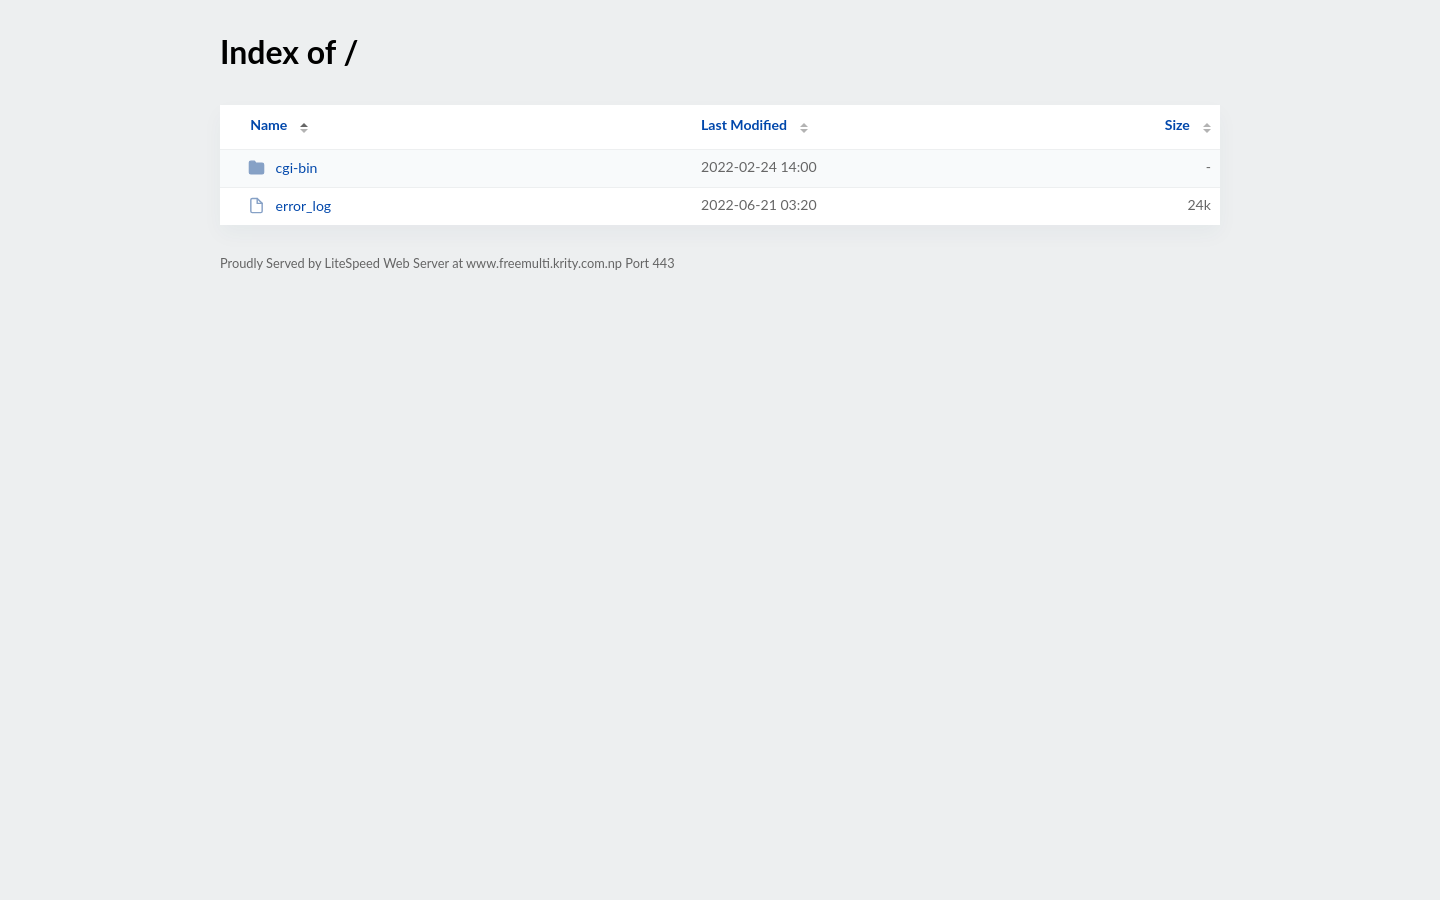 Index of /
Name Last Modified Size
cgi-bin 2022-02-24 14:00 -
error_log 2022-06-21 03:20 24k
Proudly Served by LiteSpeed Web Server at www.freemulti.krity.com.np Port 443